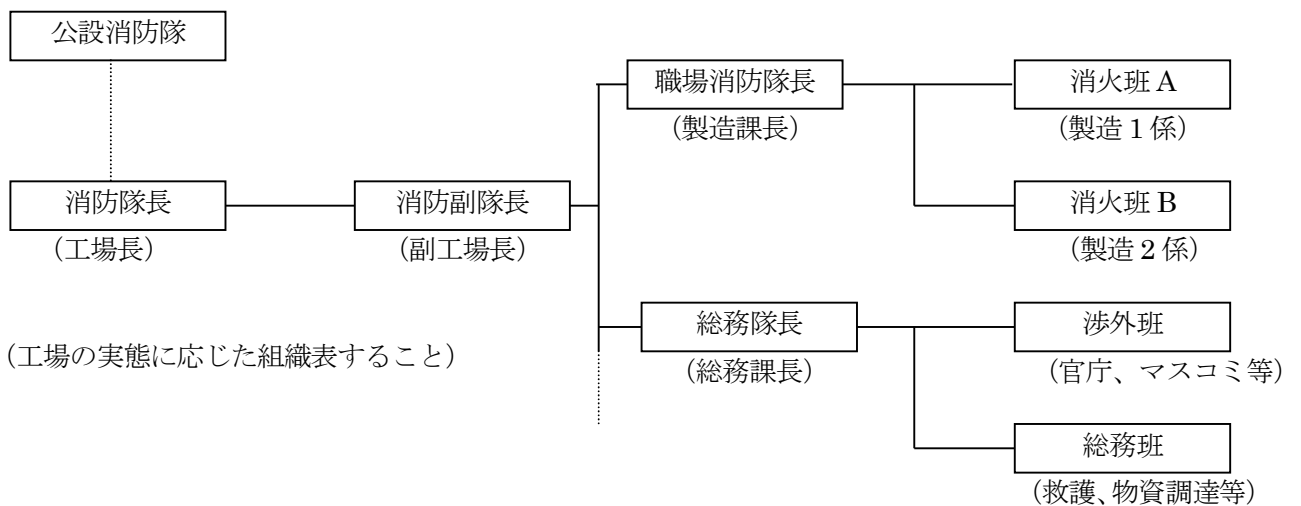 公設消防隊
職場消防隊長
消火班 A
(製造課長)
(製造 1 係)
消防隊長
消防副隊長
消火班 B
(工場長)
(副工場長)
(製造 2 係)
総務隊長
渉外班
(工場の実態に応じた組織表すること)
(総務課長)
(官庁、マスコミ等)
総務班
(救護、物資調達等)